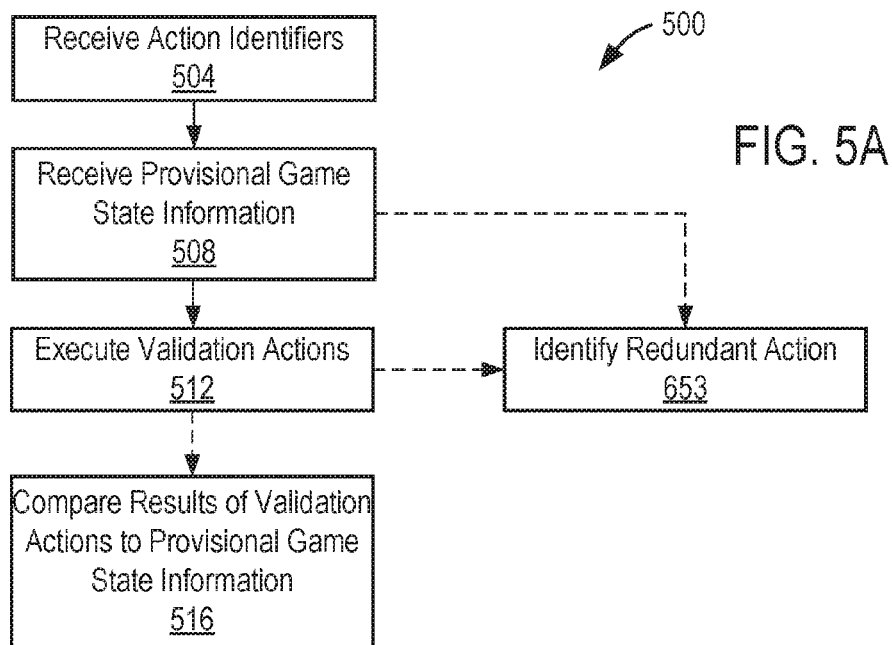 Receive Action Identifiers
504
500
FIG. 5A
Receive Provisional Game
State Information
508
Execute Validation Actions
512
Identify Redundant Action
653
Compare Results of Validation
Actions to Provisional Game
State Information
516